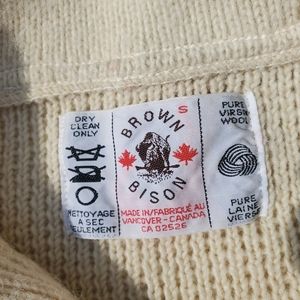 DRY
CLEAN
ONLY
NETTOYAGE
A SEC
SEULEMENT
S
BROWN
BISON
MADE IN/FABRIQUÉ AU
VANCOUVER - CANADA
CA 02526
PURE
VIRGIN
WOOL
PURE
LAINE
VIERGE